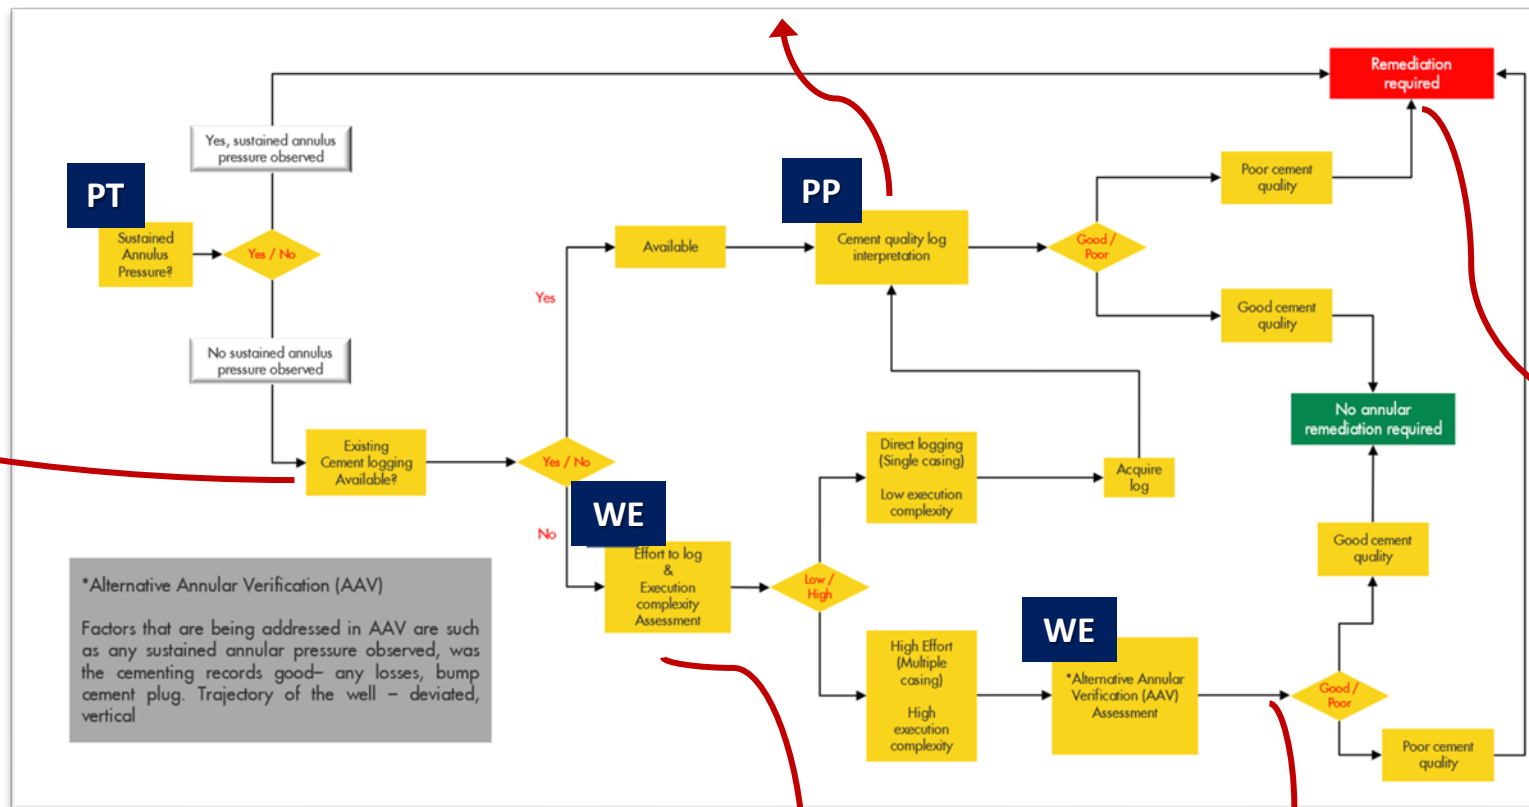 Remediation
required
Yes, sustained annulus
pressure observed
PT
Sustained
Annulus
Pressure?
Yes / No
No sustained annulus
pressure observed
Existing
Cement logging
Available?
Yes / No
Yes
Available
PP
Cement quality log
interpretation
Good /
Poor
Poor cement
quality
Good cement
quality
No annular
remediation required
No
WE
Effort to log
&
Execution
complexity
Assessment
Low /
High
Direct logging
(Single casing)
Low execution
complexity
Acquire
log
High Effort
(Multiple
casing)
High
execution
complexity
WE
*Alternative Annular
Verification (AAV)
Assessment
Good /
Poor
Good cement
quality
Poor cement
quality
*Alternative Annular Verification (AAV)
Factors that are being addressed in AAV are such
as any sustained annular pressure observed, was
the cementing records good– any losses, bump
cement plug. Trajectory of the well – deviated,
vertical